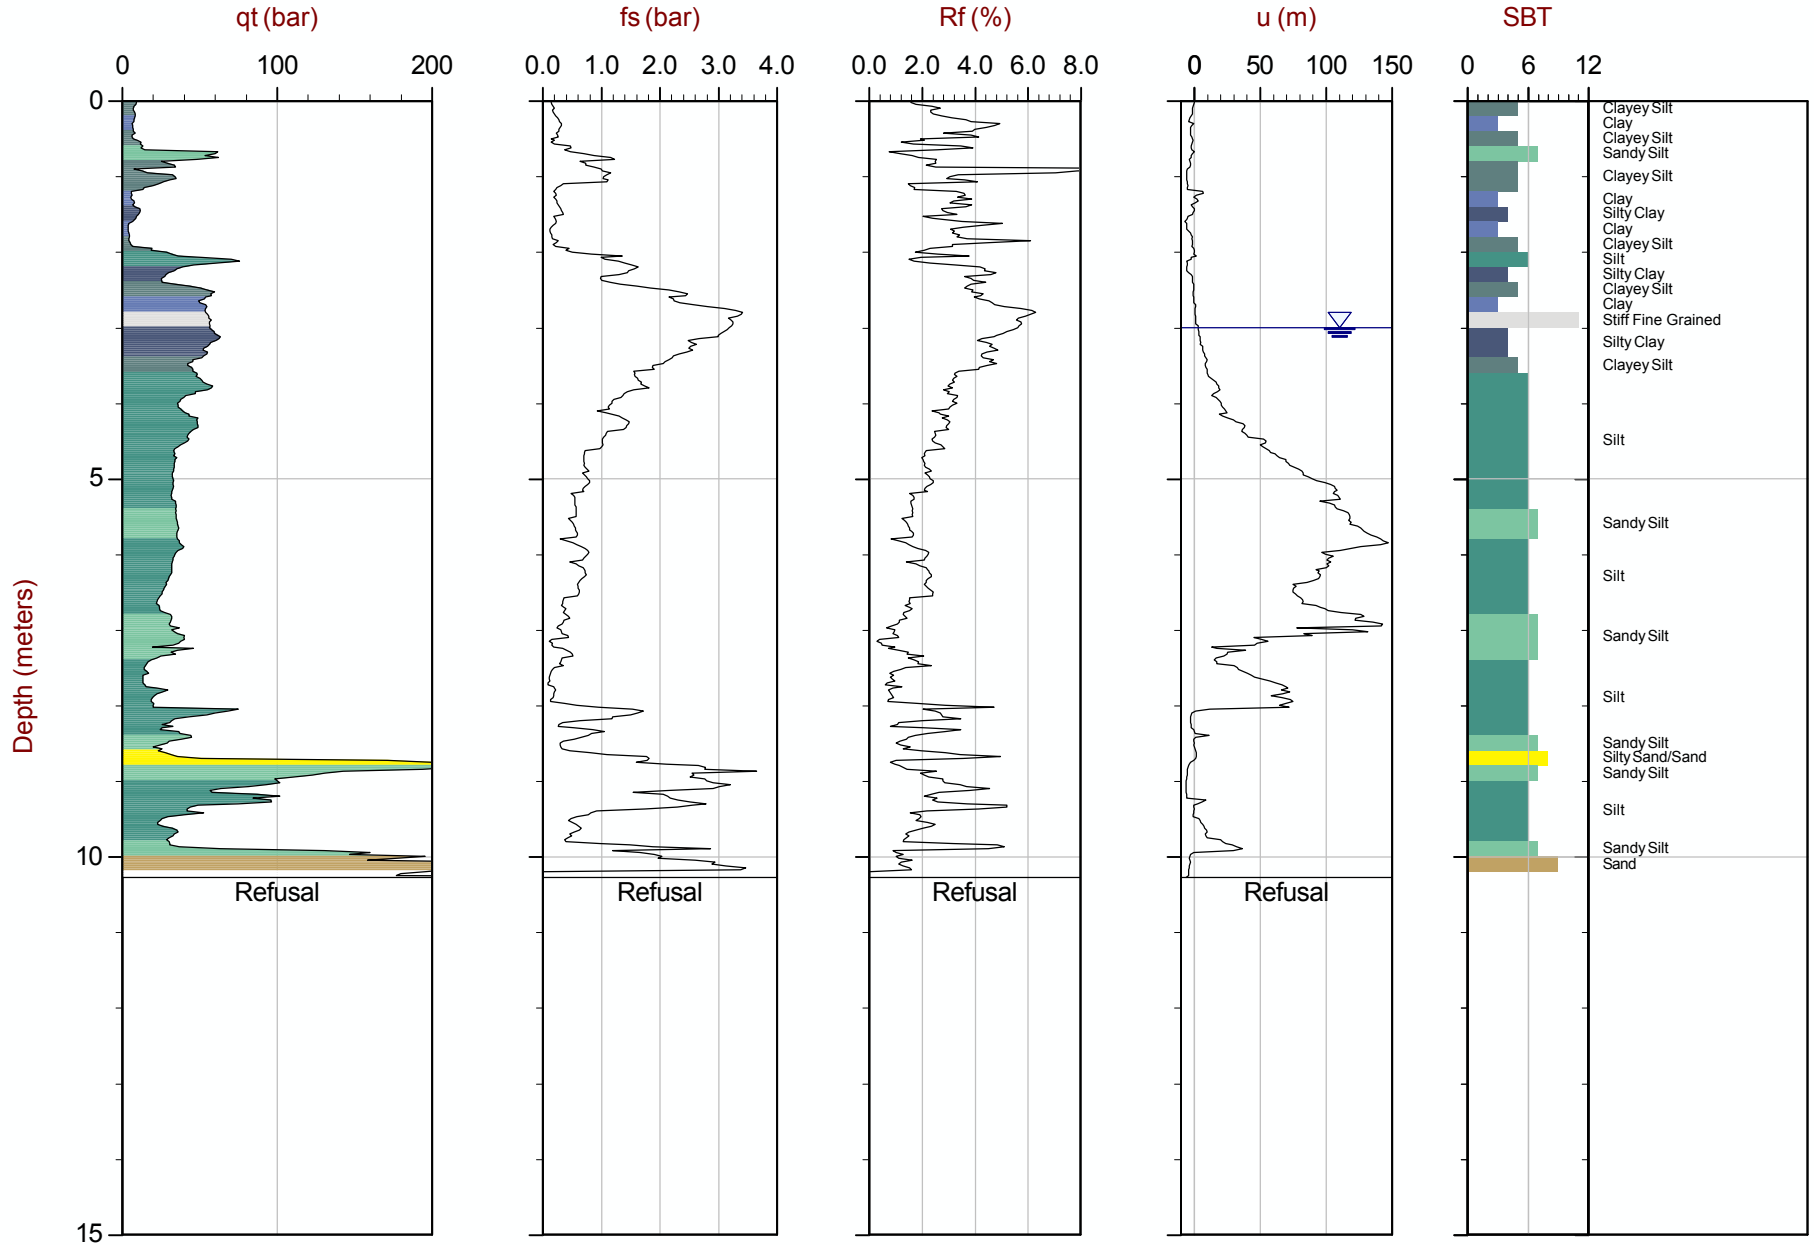 qt (bar) fs (bar) Rf (%) u (m) SBT
0 100 200 0.0 1.0 2.0 3.0 4.0 0.0 2.0 4.0 6.0 8.0 0 50 100 150 0 6 12
0
Clayey Silt
Clay
Clayey Silt
Sandy Silt
Clayey Silt
Clay
Silty Clay
Clay
Clayey Silt
Silt
Silty Clay
Clayey Silt
Clay
Stiff Fine Grained
Silty Clay
Clayey Silt
Silt
5
Sandy Silt
Silt
Depth (meters)
Sandy Silt
Silt
Sandy Silt
Silty Sand/Sand
Sandy Silt
Silt
Sandy Silt
10
Sand
Refusal Refusal Refusal Refusal
15